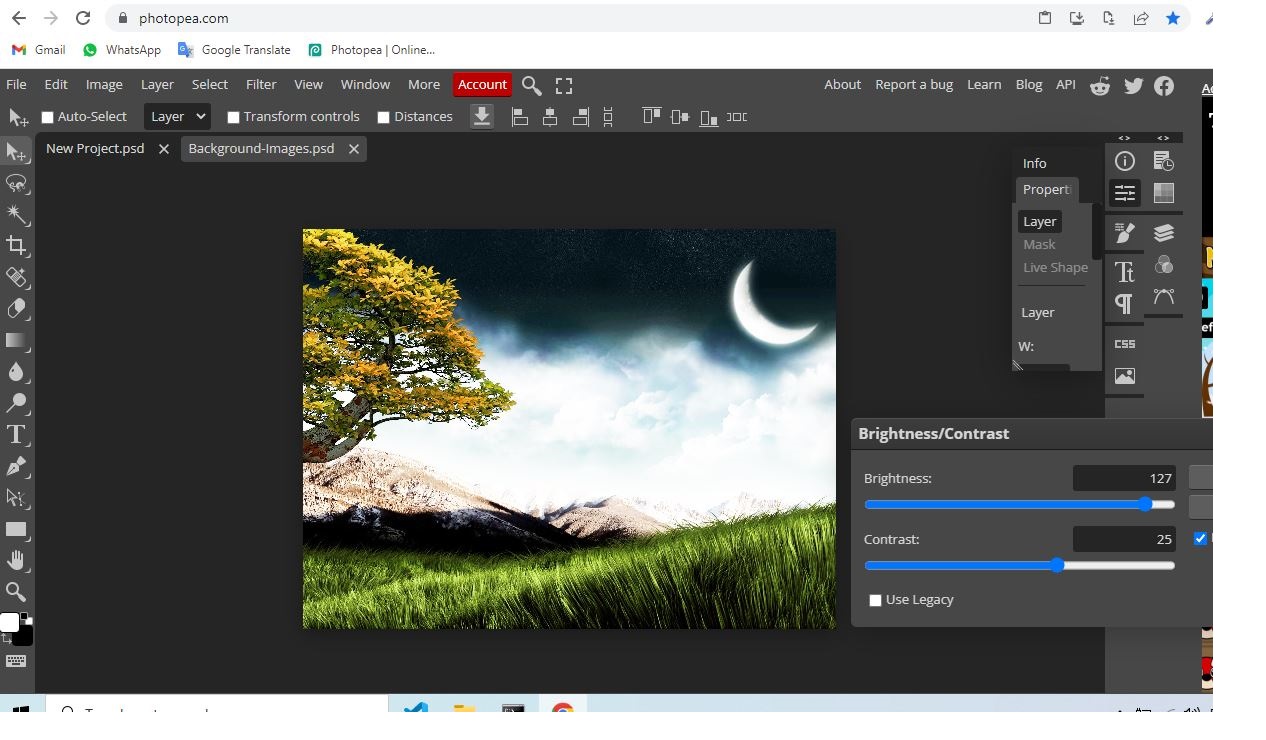 photopea.com
Gmail WhatsApp Google Translate Photopea | Online...
File Edit Image Layer Select Filter View Window More Account About Report a bug Learn Blog API
Auto-Select Layer Transform controls Distances
New Project.psd Background-Images.psd
Info
Properti
Layer
Mask
Live Shape
Layer
W:
CSS
Brightness/Contrast
Brightness: 127
Contrast: 25
Use Legacy